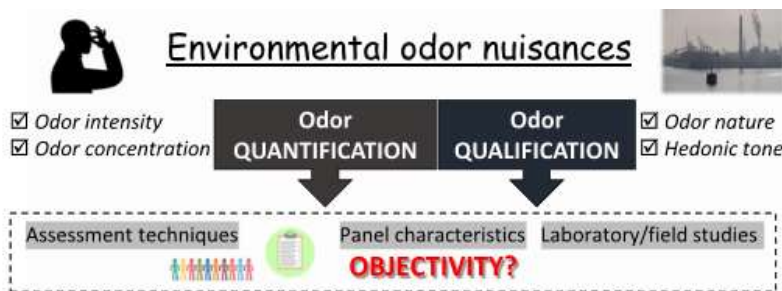 Environmental odor nuisances
☑ Odor intensity
☑ Odor concentration
Odor
QUANTIFICATION
Odor
QUALIFICATION
☑ Odor nature
☑ Hedonic tone
Assessment techniques
Panel characteristics
Laboratory/field studies
OBJECTIVITY?